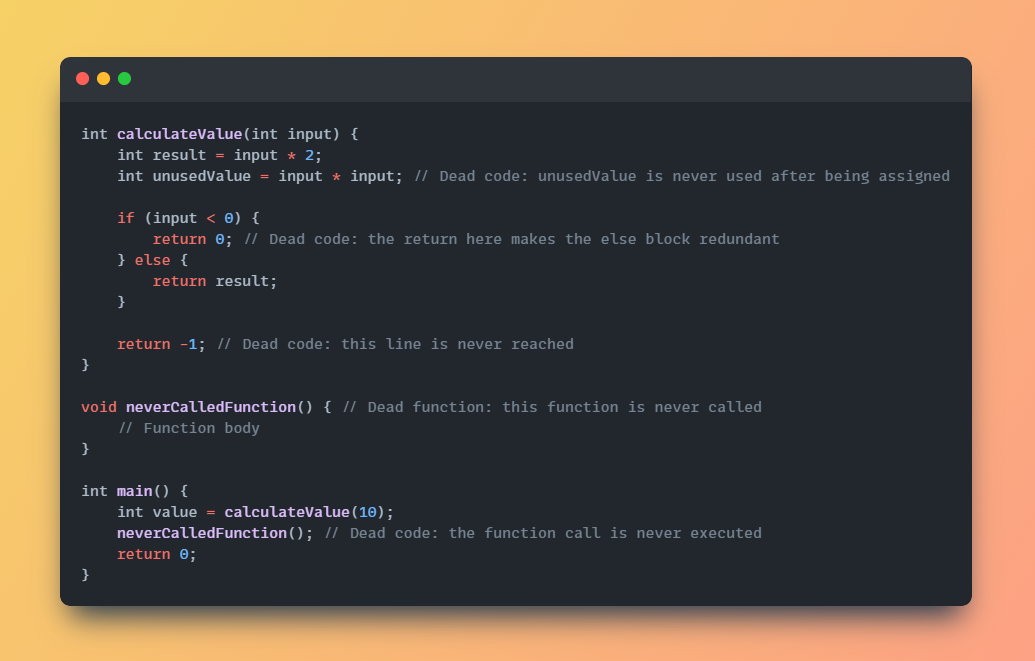 int calculateValue(int input) {
    int result = input * 2;
    int unusedValue = input * input; // Dead code: unusedValue is never used after being assigned

    if (input < 0) {
        return 0; // Dead code: the return here makes the else block redundant
    } else {
        return result;
    }

    return -1; // Dead code: this line is never reached
}

void neverCalledFunction() { // Dead function: this function is never called
    // Function body
}

int main() {
    int value = calculateValue(10);
    neverCalledFunction(); // Dead code: the function call is never executed
    return 0;
}